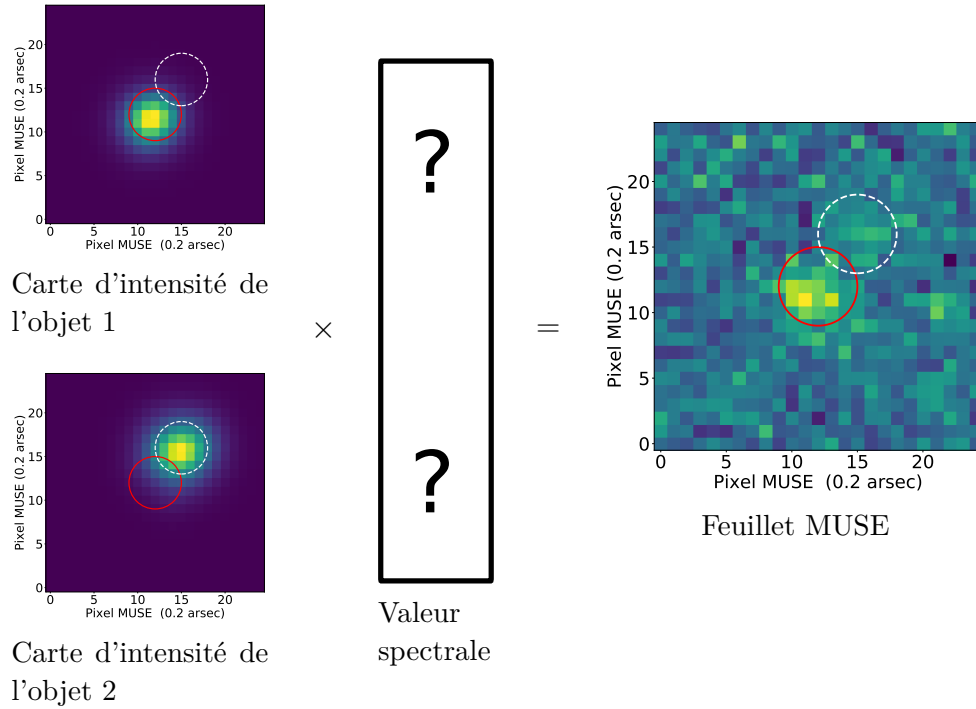 20
15
10
5
0
Pixel MUSE (0.2 arsec)
0 5 10 15 20
Pixel MUSE (0.2 arsec)
Carte d'intensité de
l'objet 1
20
15
10
5
0
Pixel MUSE (0.2 arsec)
0 5 10 15 20
Pixel MUSE (0.2 arsec)
Carte d'intensité de
l'objet 2
×
?
?
Valeur
spectrale
=
20
15
10
5
0
Pixel MUSE (0.2 arsec)
0 5 10 15 20
Pixel MUSE (0.2 arsec)
Feuillet MUSE